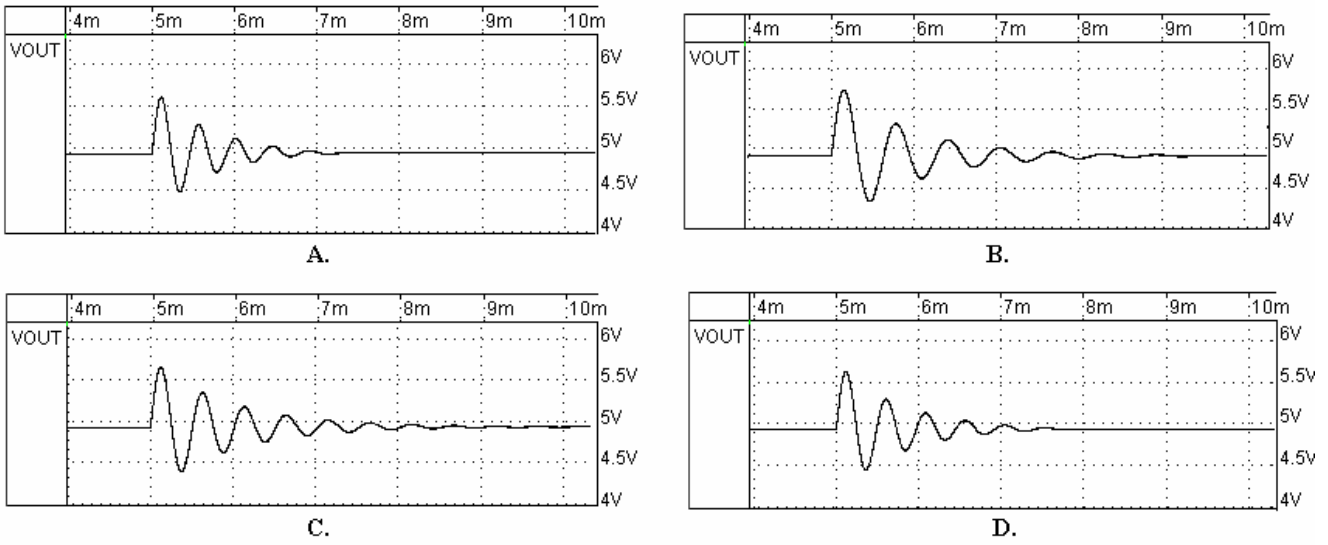 4m 5m 6m 7m 8m 9m 10m
VOUT
6V
5.5V
5V
4.5V
4V
A.
4m 5m 6m 7m 8m 9m 10m
VOUT
6V
5.5V
5V
4.5V
4V
B.
4m 5m 6m 7m 8m 9m 10m
VOUT
6V
5.5V
5V
4.5V
4V
C.
4m 5m 6m 7m 8m 9m 10m
VOUT
6V
5.5V
5V
4.5V
4V
D.